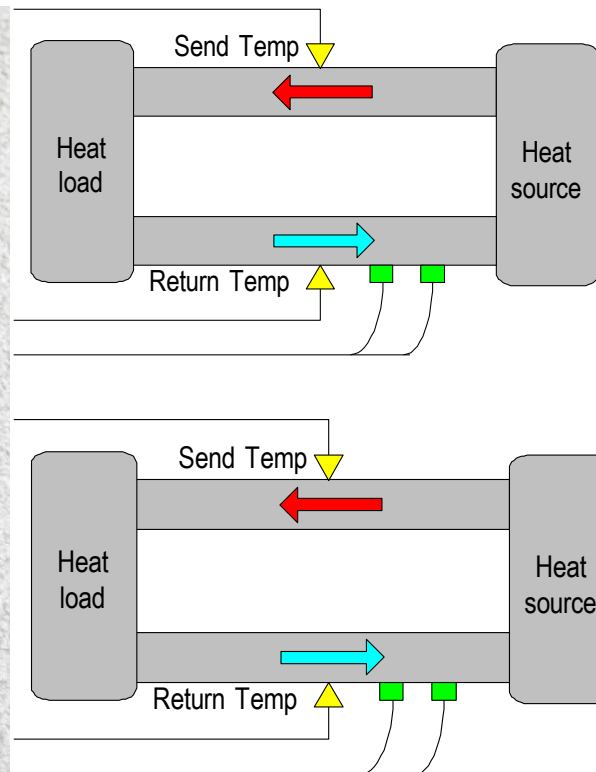 Send Temp
Heat
load
Heat
source
Return Temp
Send Temp
Heat
load
Heat
source
Return Temp